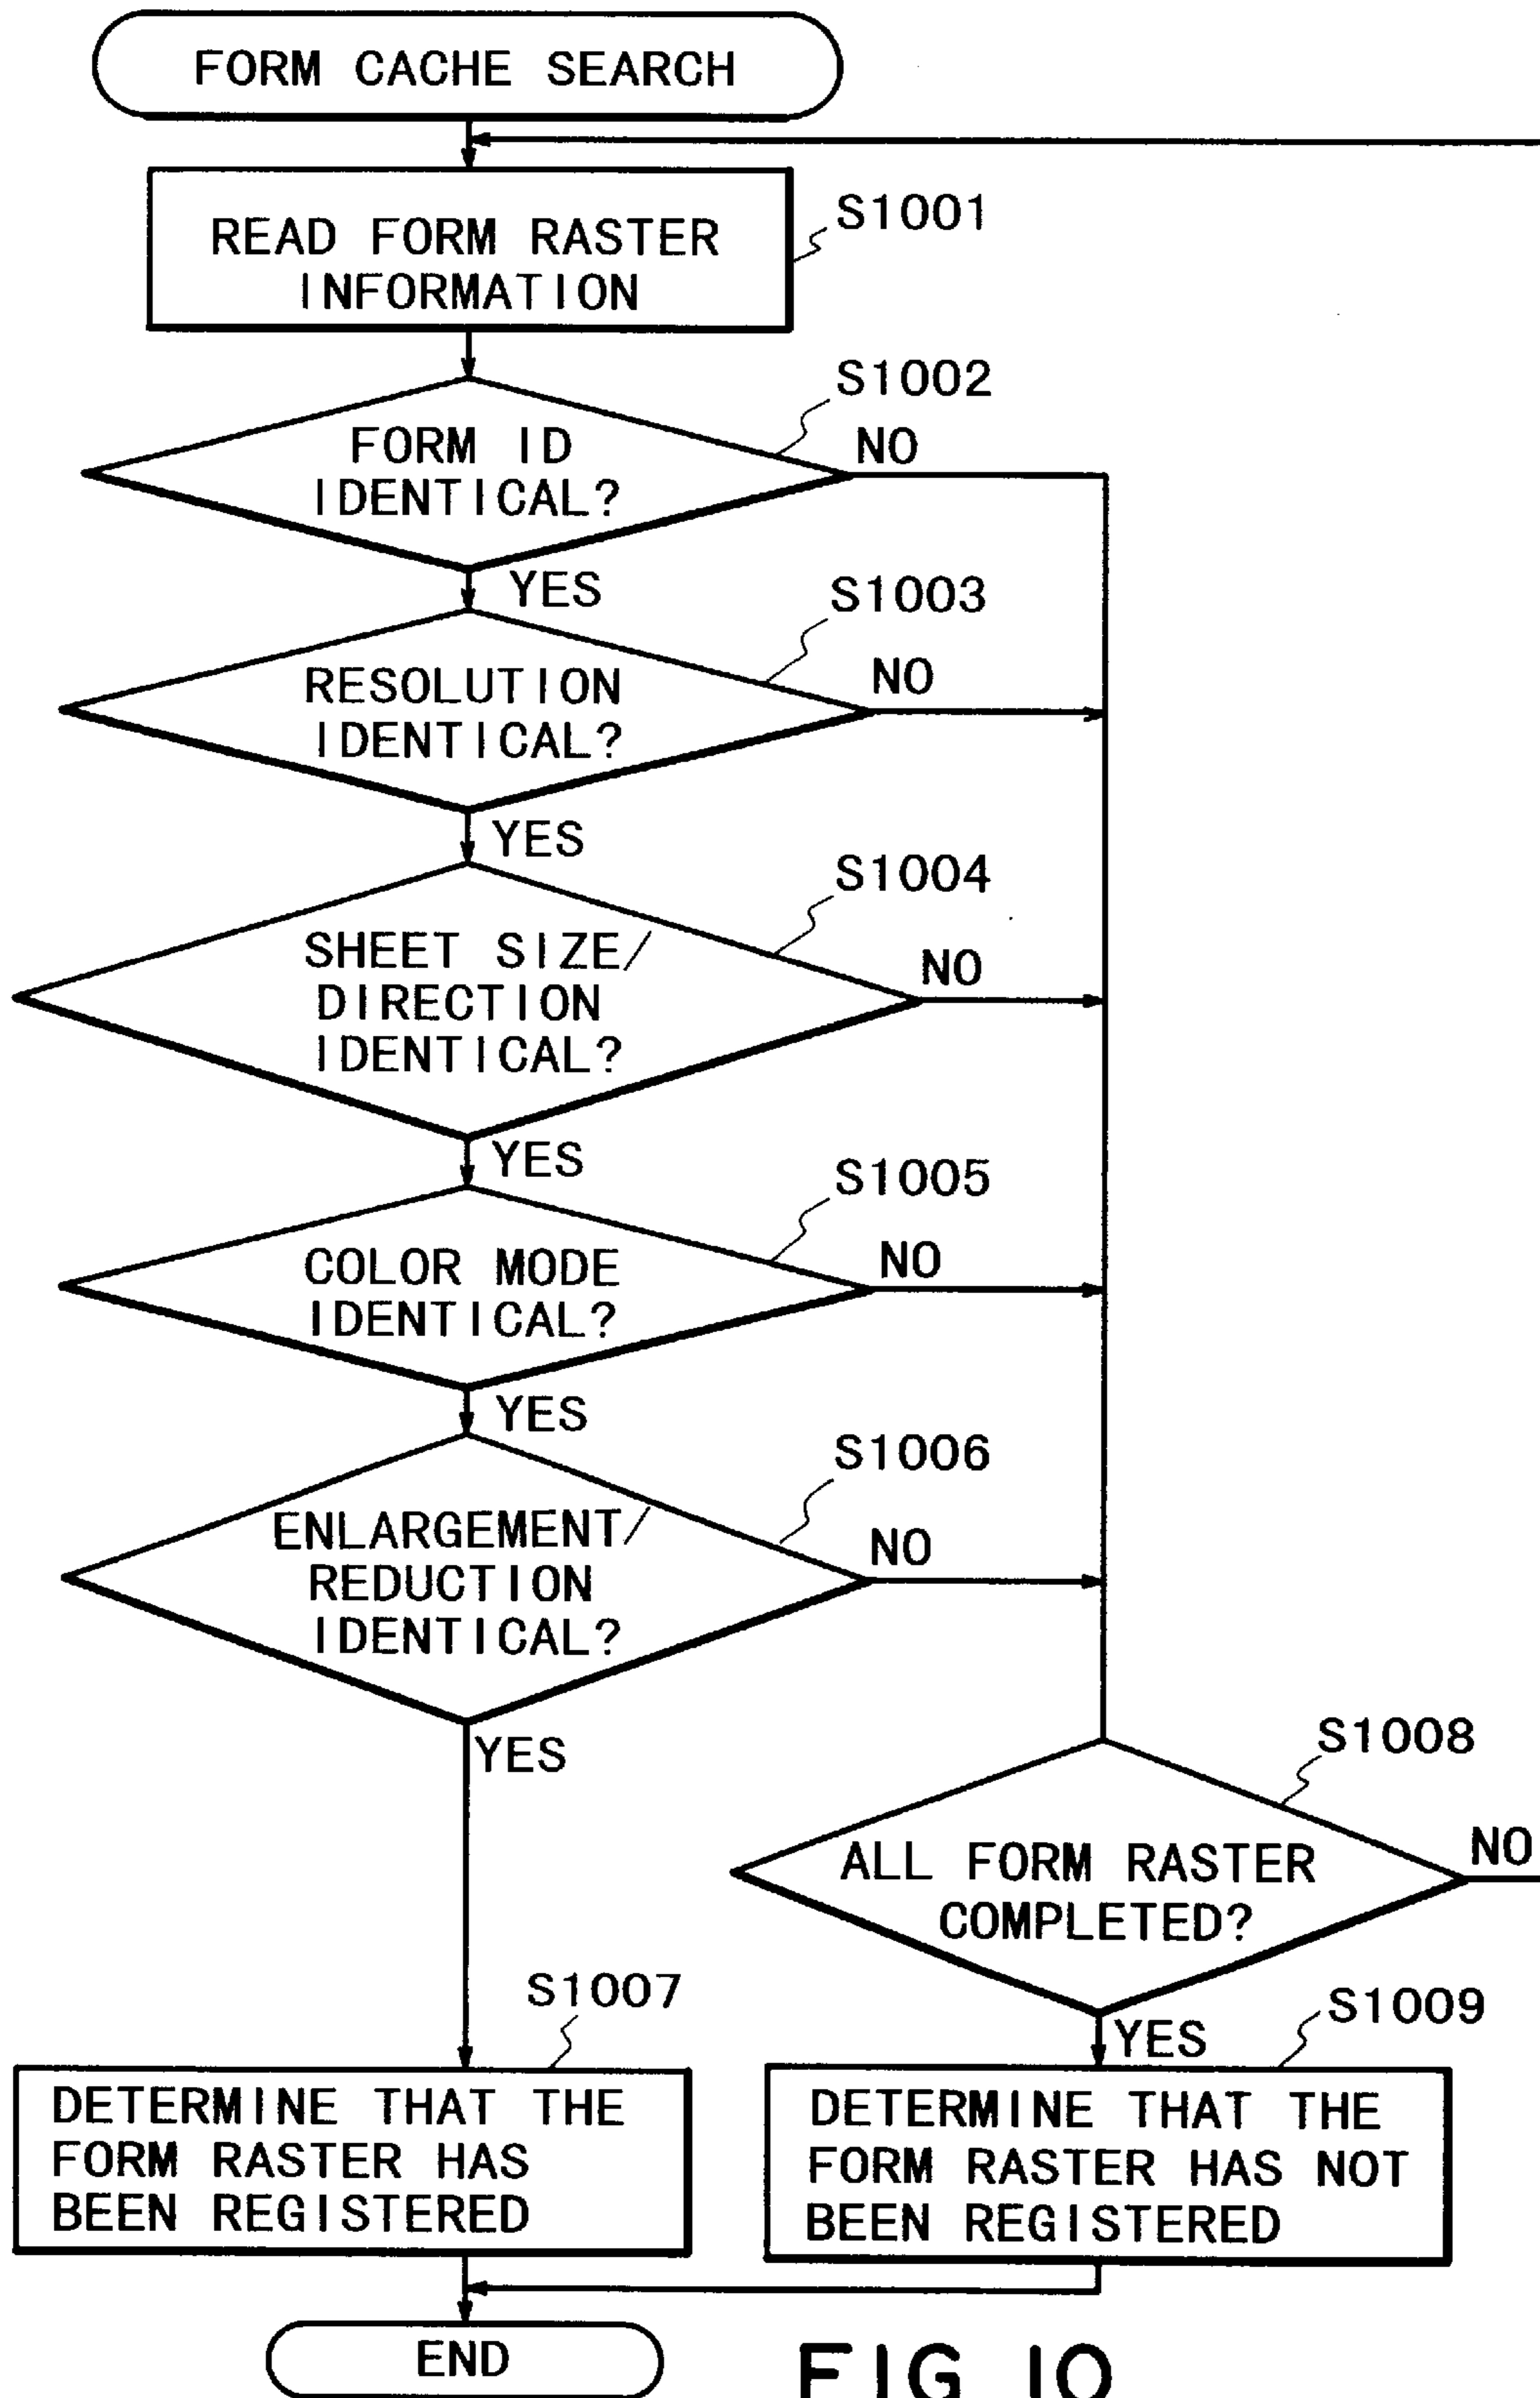 FORM CACHE SEARCH
S1001
READ FORM RASTER
INFORMATION
S1002
FORM ID
IDENTICAL?
NO
YES
S1003
RESOLUTION
IDENTICAL?
NO
YES
S1004
SHEET SIZE/
DIRECTION
IDENTICAL?
NO
YES
S1005
COLOR MODE
IDENTICAL?
NO
YES
S1006
ENLARGEMENT/
REDUCTION
IDENTICAL?
NO
YES
S1008
ALL FORM RASTER
COMPLETED?
NO
YES
S1007
DETERMINE THAT THE
FORM RASTER HAS
BEEN REGISTERED
S1009
DETERMINE THAT THE
FORM RASTER HAS NOT
BEEN REGISTERED
END
FIG 10